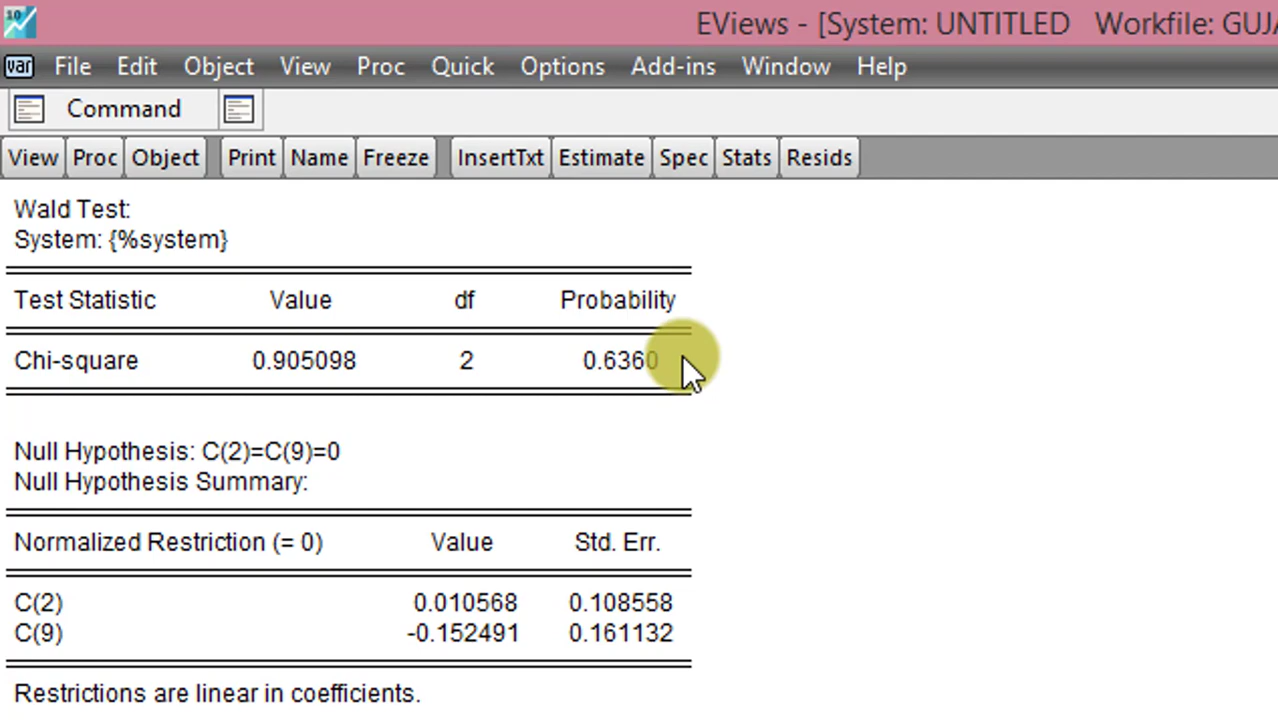 10
EViews - [System: UNTITLED Workfile: GUJA
var File Edit Object View Proc Quick Options Add-ins Window Help
Command
View Proc Object Print Name Freeze InsertTxt Estimate Spec Stats Resids
Wald Test:
System: {%system}
Test Statistic Value df Probability
Chi-square 0.905098 2 0.6360
Null Hypothesis: C(2)=C(9)=0
Null Hypothesis Summary:
Normalized Restriction (= 0) Value Std. Err.
C(2) 0.010568 0.108558
C(9) -0.152491 0.161132
Restrictions are linear in coefficients.